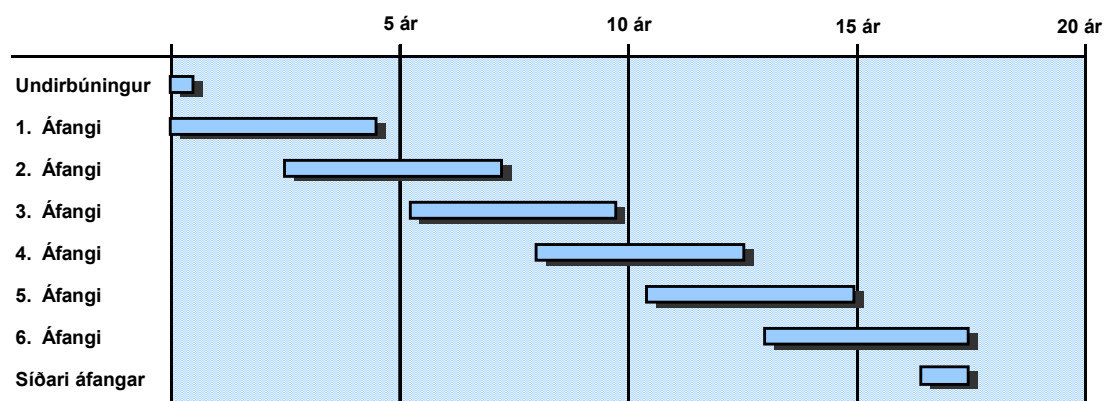 5 ár 10 ár 15 ár 20 ár
Undirbúningur
1. Áfangi
2. Áfangi
3. Áfangi
4. Áfangi
5. Áfangi
6. Áfangi
Síðari áfangar